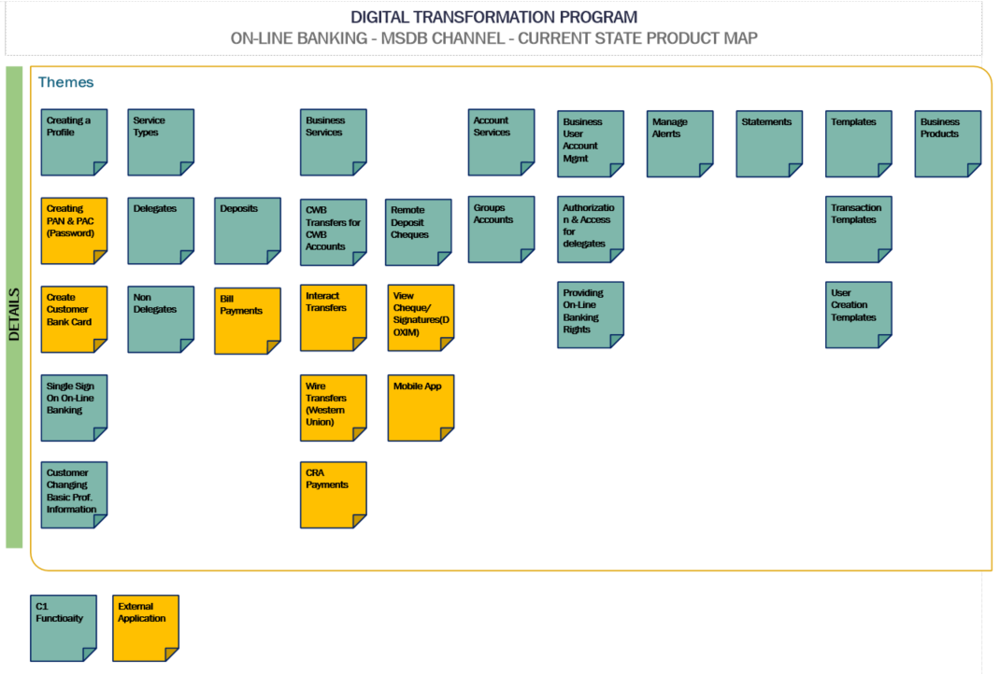 DIGITAL TRANSFORMATION PROGRAM
ON-LINE BANKING - MSDB CHANNEL - CURRENT STATE PRODUCT MAP
DETAILS
Themes
Creating a
Profile
Service
Types
Business
Services
Account
Services
Business
User
Account
Mgmt
Manage
Alerrts
Statements
Templates
Business
Products
Creating
PAN & PAC
(Password)
Delegates
Deposits
CWB
Transfers for
CWB
Accounts
Remote
Deposit
Cheques
Groups
Accounts
Authorizatio
n & Access
for
delegates
Transaction
Templates
Create
Customer
Bank Card
Non
Delegates
Bill
Payments
Interact
Transfers
View
Cheque/
Signatures(D
OXIM)
Providing
On-Line
Banking
Rights
User
Creation
Templates
Single Sign
On On-Line
Banking
Wire
Transfers
(Western
Union)
Mobile App
Customer
Changing
Basic Prof.
Information
CRA
Payments
C1
Functioaity
External
Application